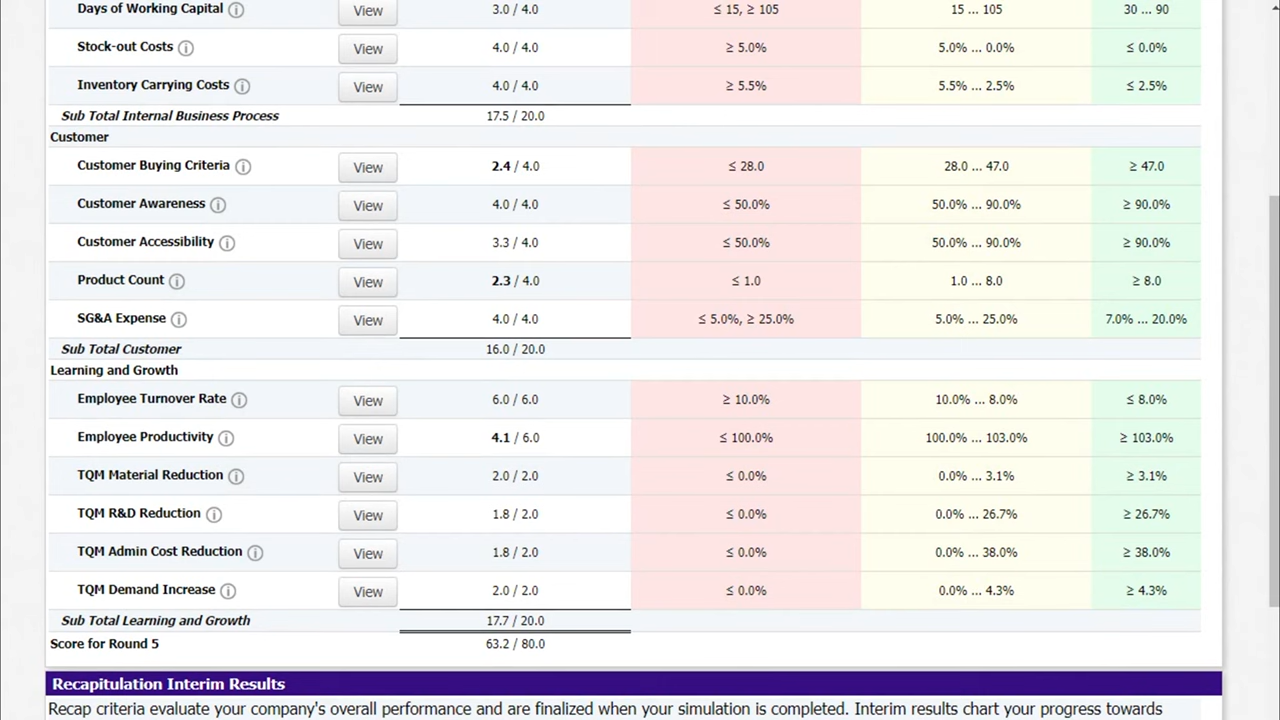 Days of Working Capital ⓘ View 3.0 / 4.0 ≤ 15, ≥ 105 15 ... 105 30 ... 90
Stock-out Costs ⓘ View 4.0 / 4.0 ≥ 5.0% 5.0% ... 0.0% ≤ 0.0%
Inventory Carrying Costs ⓘ View 4.0 / 4.0 ≥ 5.5% 5.5% ... 2.5% ≤ 2.5%
Sub Total Internal Business Process 17.5 / 20.0
Customer
Customer Buying Criteria ⓘ View 2.4 / 4.0 ≤ 28.0 28.0 ... 47.0 ≥ 47.0
Customer Awareness ⓘ View 4.0 / 4.0 ≤ 50.0% 50.0% ... 90.0% ≥ 90.0%
Customer Accessibility ⓘ View 3.3 / 4.0 ≤ 50.0% 50.0% ... 90.0% ≥ 90.0%
Product Count ⓘ View 2.3 / 4.0 ≤ 1.0 1.0 ... 8.0 ≥ 8.0
SG&A Expense ⓘ View 4.0 / 4.0 ≤ 5.0%, ≥ 25.0% 5.0% ... 25.0% 7.0% ... 20.0%
Sub Total Customer 16.0 / 20.0
Learning and Growth
Employee Turnover Rate ⓘ View 6.0 / 6.0 ≥ 10.0% 10.0% ... 8.0% ≤ 8.0%
Employee Productivity ⓘ View 4.1 / 6.0 ≤ 100.0% 100.0% ... 103.0% ≥ 103.0%
TQM Material Reduction ⓘ View 2.0 / 2.0 ≤ 0.0% 0.0% ... 3.1% ≥ 3.1%
TQM R&D Reduction ⓘ View 1.8 / 2.0 ≤ 0.0% 0.0% ... 26.7% ≥ 26.7%
TQM Admin Cost Reduction ⓘ View 1.8 / 2.0 ≤ 0.0% 0.0% ... 38.0% ≥ 38.0%
TQM Demand Increase ⓘ View 2.0 / 2.0 ≤ 0.0% 0.0% ... 4.3% ≥ 4.3%
Sub Total Learning and Growth 17.7 / 20.0
Score for Round 5 63.2 / 80.0
Recapitulation Interim Results
Recap criteria evaluate your company's overall performance and are finalized when your simulation is completed. Interim results chart your progress towards